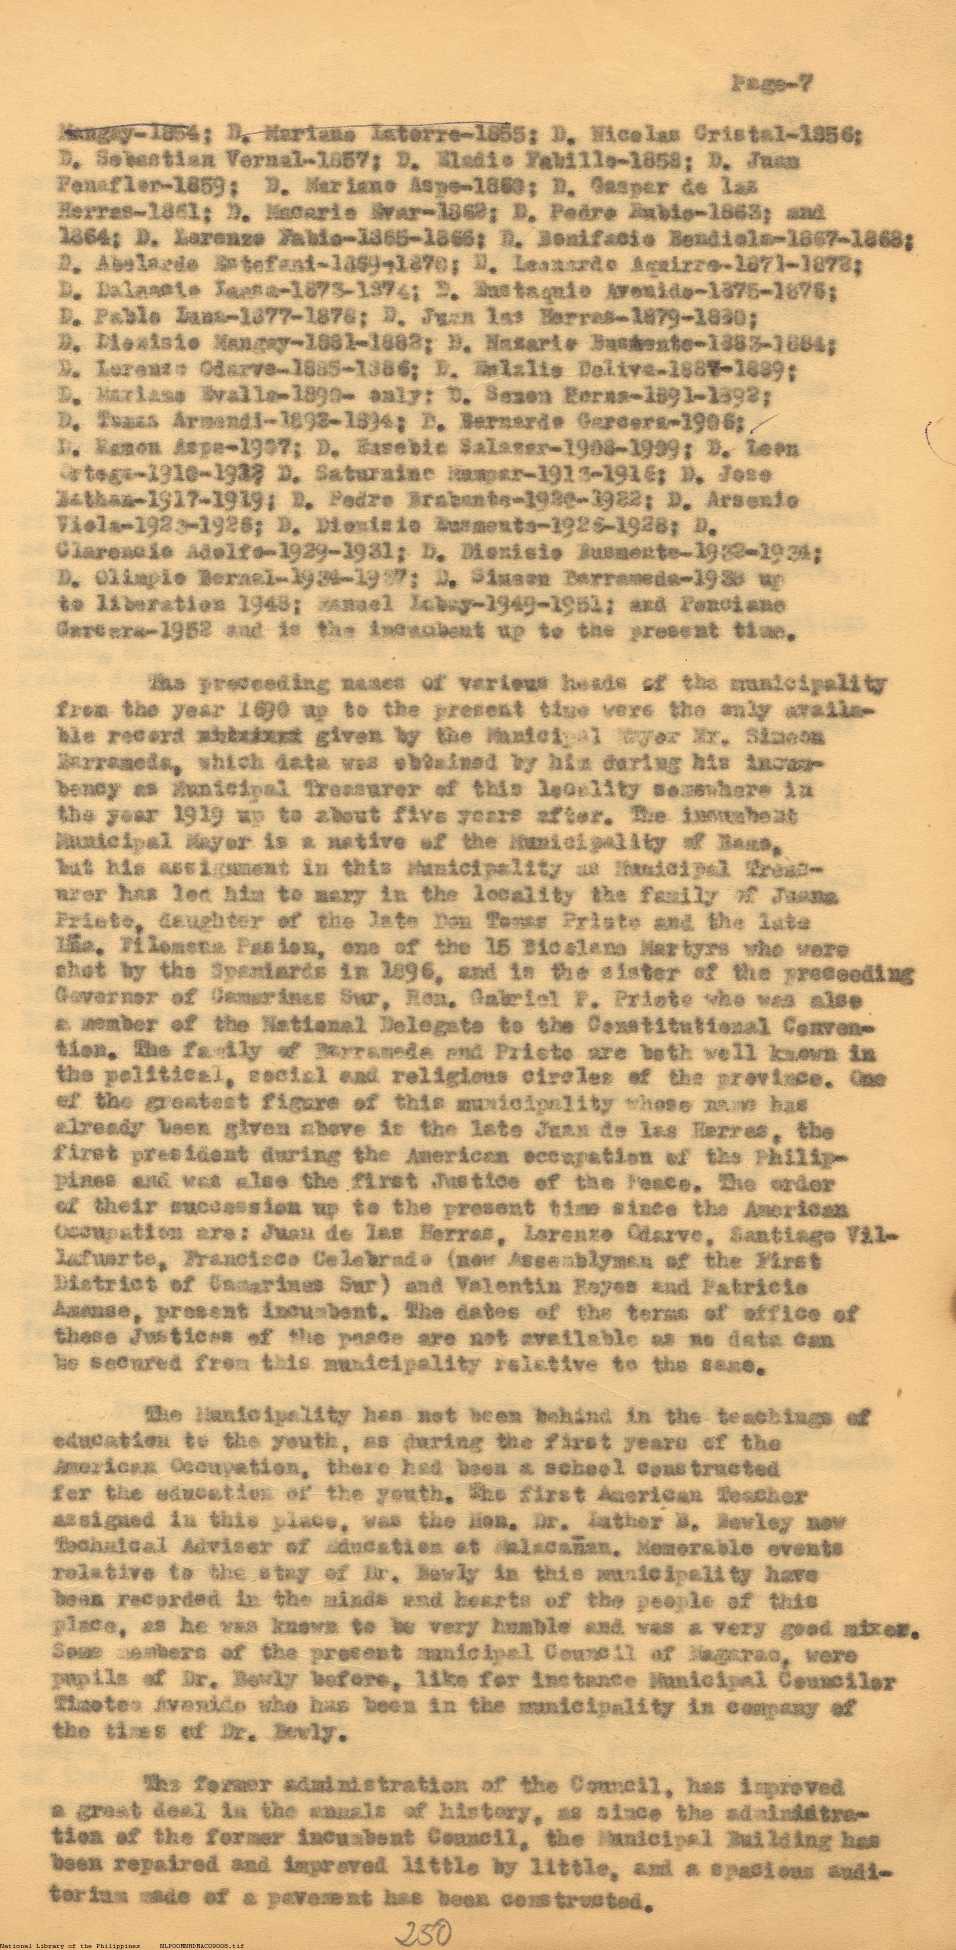 Page-7
Mangay-1854; D. Mariano Laterre-1855; D. Nicolas Cristal-1856;
D. Sebastian Vernal-1857; D. Eladio Fabillo-1858; D. Juan
Penafler-1859; D. Mariano Aspe-1860; D. Gaspar de las
Herras-1861; D. Macario Evar-1862; D. Pedro Rubio-1863; and
1864; D. Lorenzo Fabio-1865-1866; D. Bonifacio Bendiola-1867-1868;
D. Abelardo Estefani-1869-1870; D. Leonardo Aguirre-1871-1872;
D. Dalmacio -1873-1874; D. Eustaquio Avenido-1875-1876;
D. Pablo Luna-1877-1878; D. Juan las Herras-1879-1880;
D. Dionisio Mangay-1881-1882; D. Nazario Busmente-1883-1884;
D. Lorenzo Odarve-1885-1886; D. Eulalio Doliva-1887-1889;
D. Mariano Evalla-1890- only; D. Semon Herna-1891-1892;
D. Tomas Armendi-1893-1894; D. Bernardo Garcera-1906;
D. Ramon Aspa-1907; D. Eusebio Salazar-1908-1909; D. Leon
Ortega-1910-1912 D. Saturnino -1913-1916; D. Jose
Bathan-1917-1919; D. Pedro Brabante-1920-1922; D. Arsenio
Viola-1923-1925; D. Dionisio Busmente-1926-1928; D.
Clarencio Adolfo-1929-1931; D. Dionisio Busmente-1932-1934;
D. Olimpio Bernal-1934-1937; D. Simeon Barrameda-1938 up
to liberation 1948; Manuel Labay-1949-1951; and Ponciano
Garcera-1952 and is the incumbent up to the present time.
The preceeding names of various heads of the municipality
from the year 1690 up to the present time were the only availa-
ble record given by the Municipal Mayor Mr. Simeon
Barrameda, which data was obtained by him during his incum-
bency as Municipal Treasurer of this locality somewhere in
the year 1919 up to about five years after. The incumbent
Municipal Mayor is a native of the Municipality of Baao,
but his assignment in this Municipality as Municipal Treas-
urer has led him to mary in the locality the family of Juana
Prieto, daughter of the late Don Tomas Prieto and the late
Dña. Filomena Pasion, one of the 15 Bicolano Martyrs who were
shot by the Spaniards in 1896, and is the sister of the preceeding
Governor of Camarines Sur, Hon. Gabriel P. Prieto who was also
a member of the National Delegate to the Constitutional Conven-
tion. The family of Barrameda and Prieto are both well known in
the political, social and religious circles of the province. One
of the greatest figure of this municipality whose name has
already been given above is the late Juan de las Herras, the
first president during the American occupation of the Philip-
pines and was also the first Justice of the Peace. The order
of their succession up to the present time since the American
Occupation are: Juan de las Herras, Lorenzo Odarve, Santiago Vil-
lafuerte, Francisco Celebrado (now Assemblyman of the First
District of Camarines Sur) and Valentin Reyes and Patricio
Amanse, present incumbent. The dates of the terms of office of
these Justices of the peace are not available as no data can
be secured from this municipality relative to the same.
The Municipality has not been behind in the teachings of
education to the youth, as during the first years of the
American Occupation, there had been a school constructed
for the education of the youth. The first American Teacher
assigned in this place, was the Hon. Dr. Luther B. Bewley now
Technical Adviser of Education at Malacañan. Memorable events
relative to the stay of Dr. Bewly in this municipality have
been recorded in the minds and hearts of the people of this
place, as he was known to be very humble and was a very good mixer.
Some members of the present municipal Council of Magarao, were
pupils of Dr. Bewly before, like for instance Municipal Councilor
Timoteo Avenido who has been in the municipality in company of
the times of Dr. Bewly.
The former administration of the Council, has improved
a great deal in the annals of history, as since the administra-
tion of the former incumbent Council, the Municipal Building has
been repaired and improved little by little, and a spacious audi-
torium made of a pavement has been constructed.
250
National Library of the Philippines